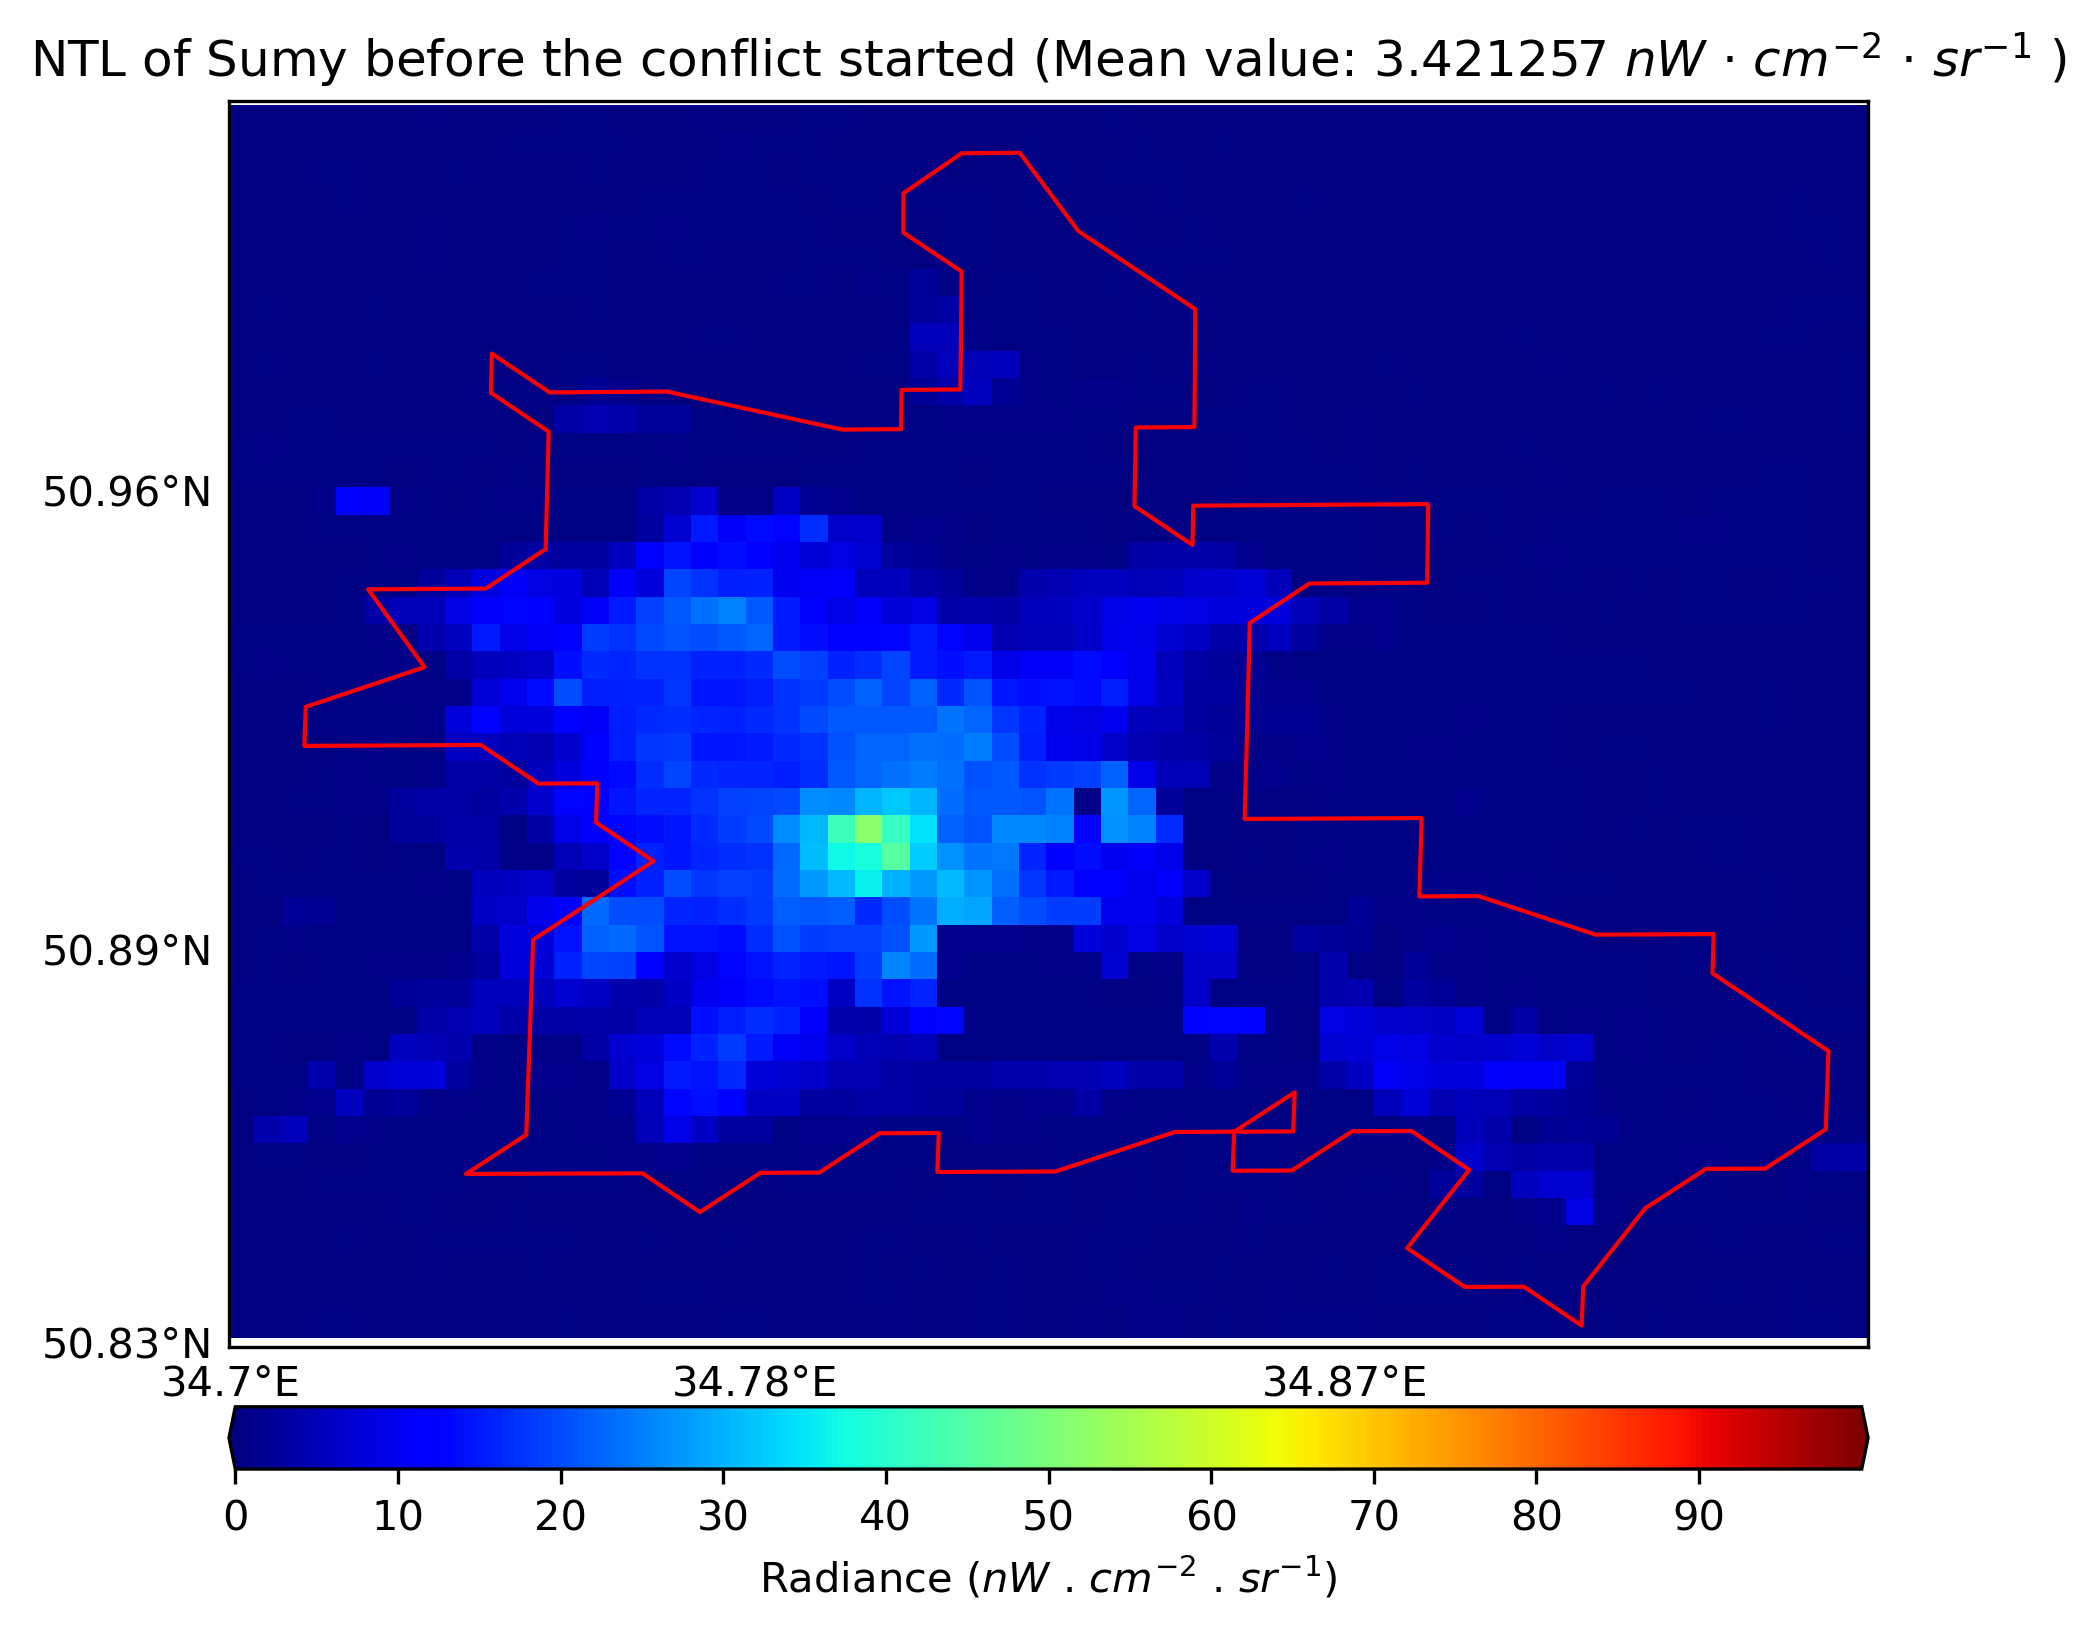 NTL of Sumy before the conflict started (Mean value: 3.421257 nW · cm⁻² · sr⁻¹ )
50.96°N
50.89°N
50.83°N
34.7°E 34.78°E 34.87°E
0 10 20 30 40 50 60 70 80 90
Radiance (nW . cm⁻² . sr⁻¹)